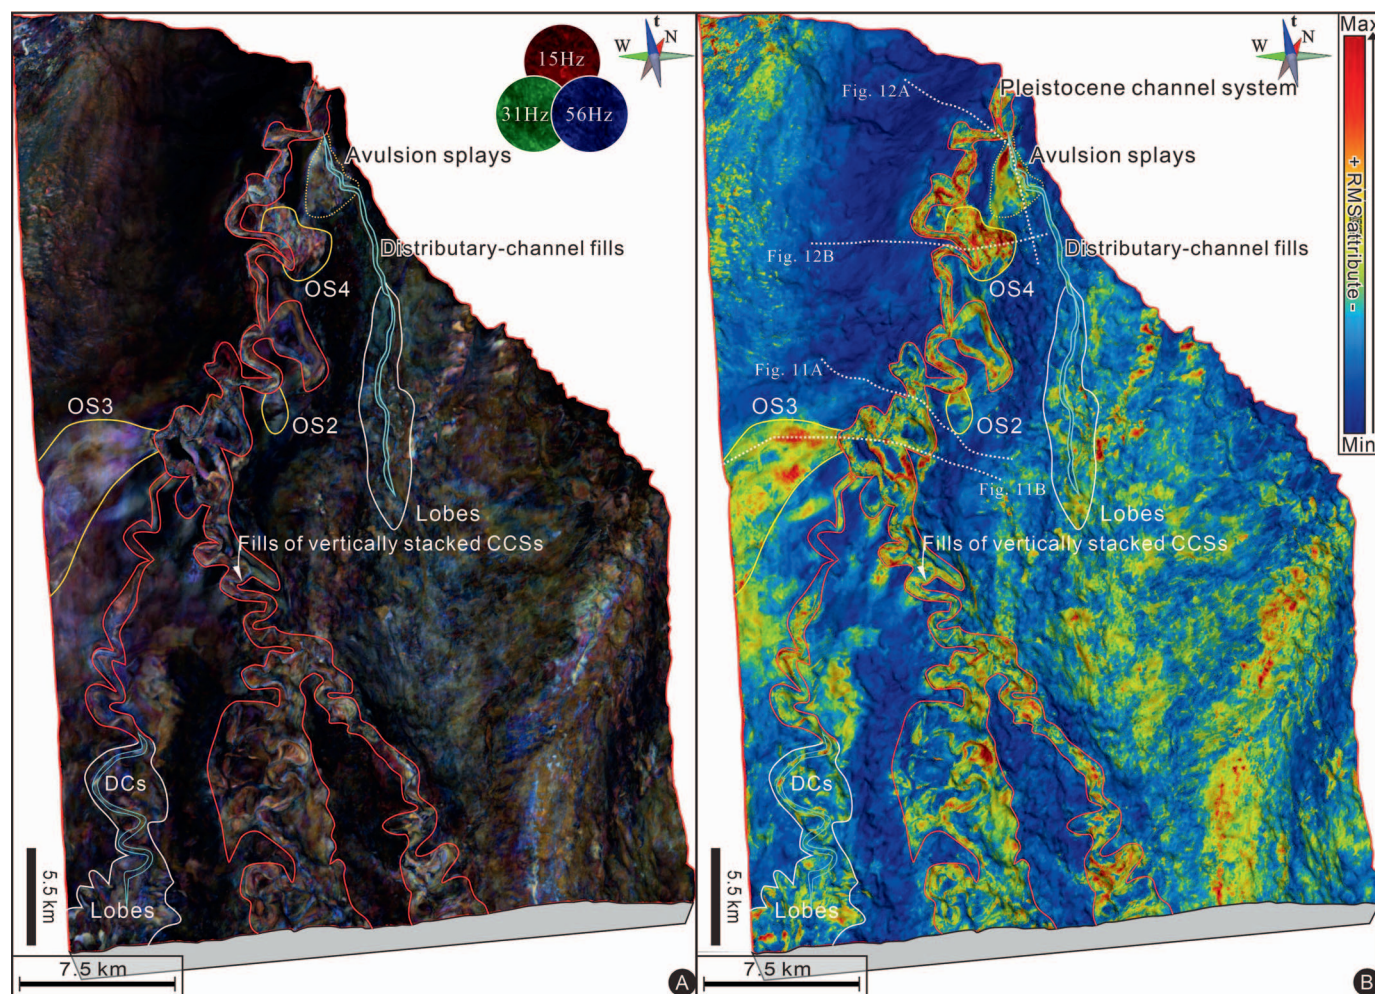 15Hz
31Hz
56Hz
t
W
N
Avulsion splays
Distributary-channel fills
OS4
OS3
OS2
Lobes
Fills of vertically stacked CCSs
DCs
Lobes
5.5 km
7.5 km
A
t
W
N
Max
+ RMS attribute -
Min
Fig. 12A
Pleistocene channel system
Avulsion splays
Fig. 12B
Distributary-channel fills
OS4
Fig. 11A
OS3
OS2
Fig. 11B
Lobes
Fills of vertically stacked CCSs
DCs
Lobes
5.5 km
7.5 km
B